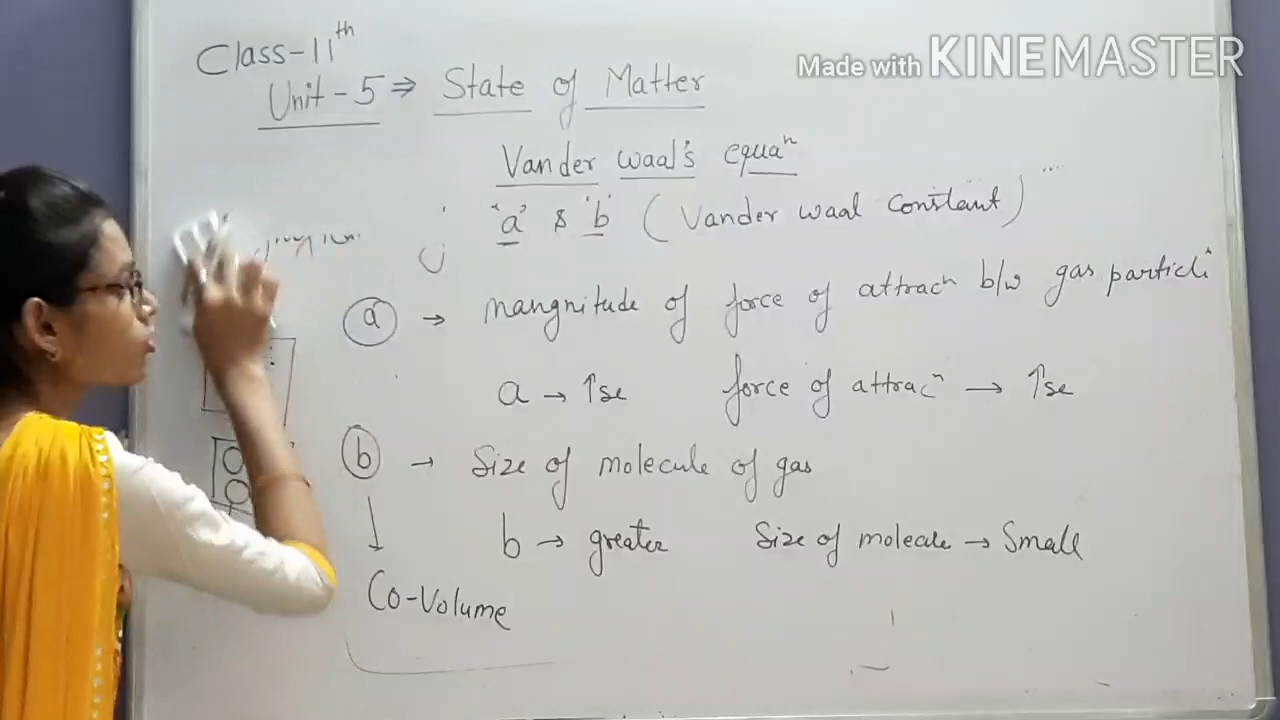 Class-11th
Made with KINEMASTER
Unit-5 ⇒ State of Matter
Vander waal's equaⁿ
'a' & 'b' (Vander waal Constant)
a → mangnitude of force of attracⁿ b/w gas particl
a → ↑se force of attracⁿ → ↑se
b → Size of molecule of gas
b → greater Size of molecule → Small
↓
Co-Volume